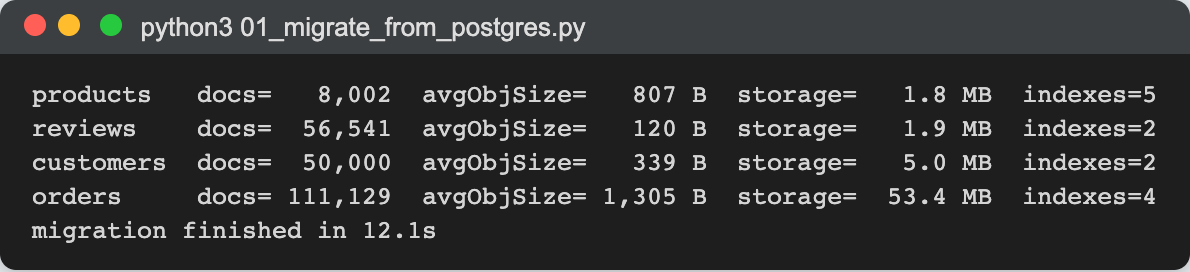 python3 01_migrate_from_postgres.py
products   docs=   8,002  avgObjSize=   807 B  storage=   1.8 MB  indexes=5
reviews    docs=  56,541  avgObjSize=   120 B  storage=   1.9 MB  indexes=2
customers  docs=  50,000  avgObjSize=   339 B  storage=   5.0 MB  indexes=2
orders     docs= 111,129  avgObjSize= 1,305 B  storage=  53.4 MB  indexes=4
migration finished in 12.1s